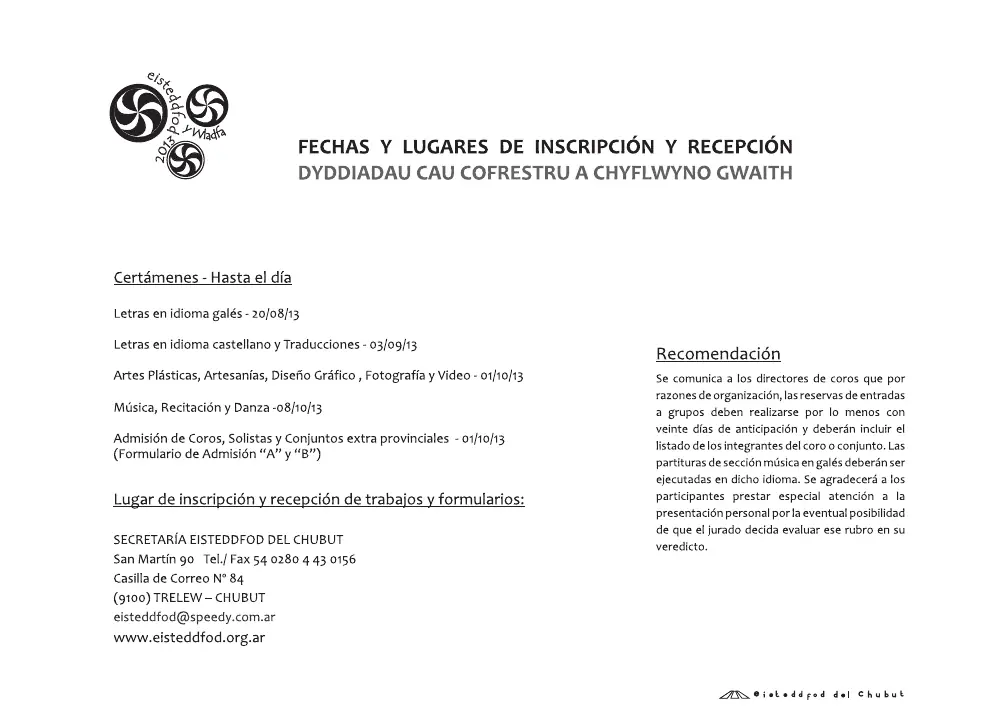 eisteddfod y Wladfa
2013
FECHAS Y LUGARES DE INSCRIPCIÓN Y RECEPCIÓN
DYDDIADAU CAU COFRESTRU A CHYFLWYNO GWAITH
Certámenes - Hasta el día
Letras en idioma galés - 20/08/13
Letras en idioma castellano y Traducciones - 03/09/13
Artes Plásticas, Artesanías, Diseño Gráfico , Fotografía y Video - 01/10/13
Música, Recitación y Danza -08/10/13
Admisión de Coros, Solistas y Conjuntos extra provinciales - 01/10/13
(Formulario de Admisión “A” y “B”)
Lugar de inscripción y recepción de trabajos y formularios:
SECRETARÍA EISTEDDFOD DEL CHUBUT
San Martín 90 Tel./ Fax 54 0280 4 43 0156
Casilla de Correo N° 84
(9100) TRELEW – CHUBUT
eisteddfod@speedy.com.ar
www.eisteddfod.org.ar
Recomendación
Se comunica a los directores de coros que por
razones de organización, las reservas de entradas
a grupos deben realizarse por lo menos con
veinte días de anticipación y deberán incluir el
listado de los integrantes del coro o conjunto. Las
partituras de sección música en galés deberán ser
ejecutadas en dicho idioma. Se agradecerá a los
participantes prestar especial atención a la
presentación personal por la eventual posibilidad
de que el jurado decida evaluar ese rubro en su
veredicto.
eisteddfod del Chubut